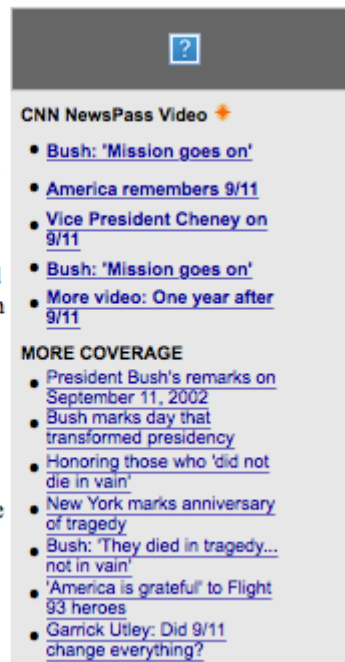 ?
CNN NewsPass Video
Bush: 'Mission goes on'
America remembers 9/11
Vice President Cheney on
9/11
Bush: 'Mission goes on'
More video: One year after
9/11
MORE COVERAGE
President Bush's remarks on
September 11, 2002
Bush marks day that
transformed presidency
Honoring those who 'did not
die in vain'
New York marks anniversary
of tragedy
Bush: 'They died in tragedy...
not in vain'
'America is grateful' to Flight
93 heroes
Garrick Utley: Did 9/11
change everything?